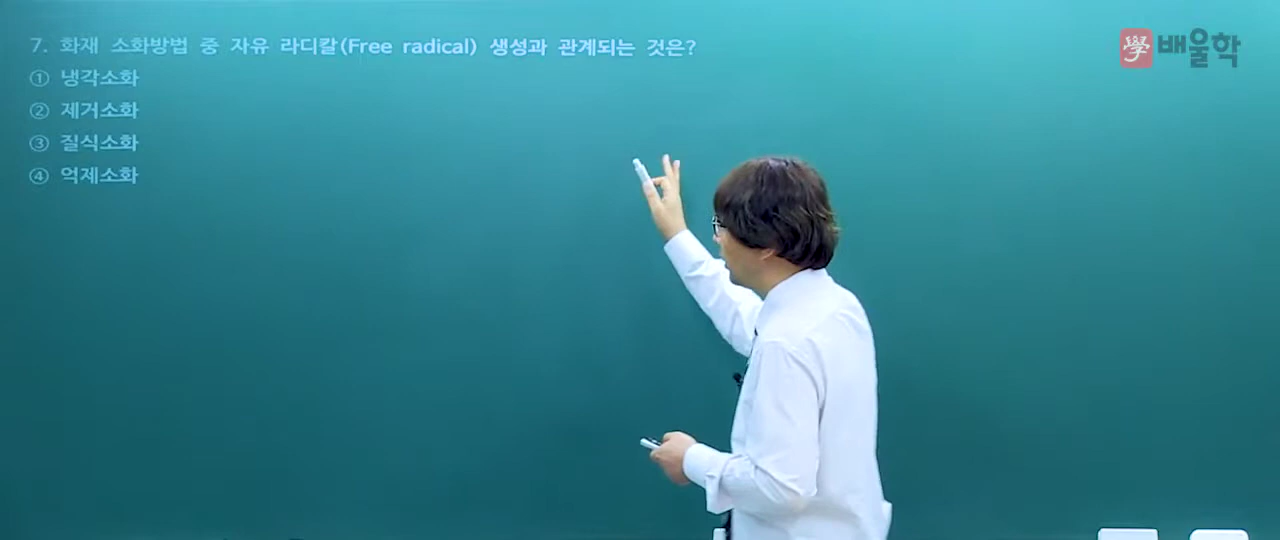 7. 화재 소화방법 중 자유 라디칼(Free radical) 생성과 관계되는 것은?
① 냉각소화
② 제거소화
③ 질식소화
④ 억제소화
學 배울학